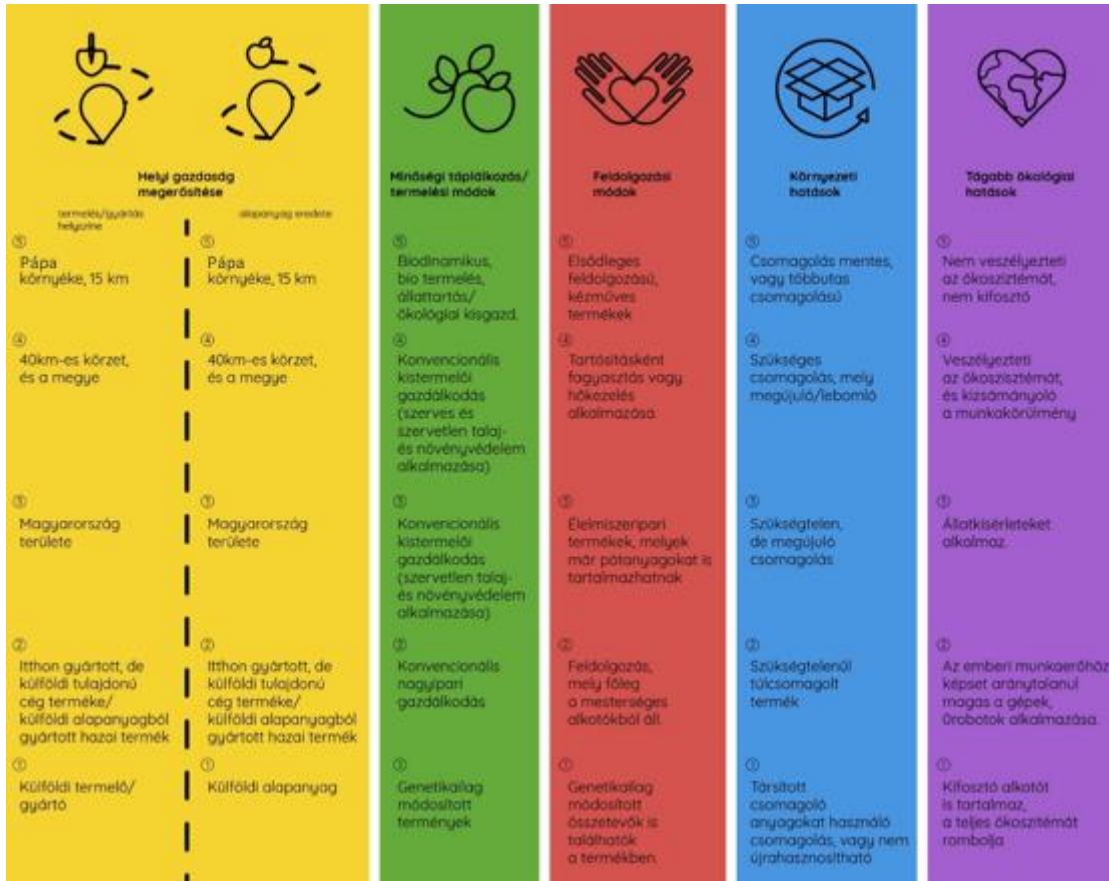 Helyi gazdaság
megerősítése
termelés/gyártás
helyszíne
⑤
Pápa
környéke, 15 km
④
40km-es körzet,
és a megye
③
Magyarország
területe
②
Itthon gyártott, de
külföldi tulajdonú
cég terméke/
külföldi alapanyagból
gyártott hazai termék
①
Külföldi termelő/
gyártó
alapanyag eredete
⑤
Pápa
környéke, 15 km
④
40km-es körzet,
és a megye
③
Magyarország
területe
②
Itthon gyártott, de
külföldi tulajdonú
cég terméke/
külföldi alapanyagból
gyártott hazai termék
①
Külföldi alapanyag
Minőségi táplálkozás/
termelési módok
⑤
Biodinamikus,
bio termelés,
állattartás/
ökológiai kisgazd.
④
Konvencionális
kistermelői
gazdálkodás
(szerves és
szervetlen talaj-
és növényvédelem
alkalmazása)
③
Konvencionális
kistermelői
gazdálkodás
(szervetlen talaj-
és növényvédelem
alkalmazása)
②
Konvencionális
nagyipari
gazdálkodás
①
Genetikailag
módosított
termények
Feldolgozási
módok
⑤
Elsődleges
feldolgozású,
kézműves
termékek
④
Tartósításként
fagyasztás vagy
hőkezelés
alkalmazása.
③
Élelmiszeripari
termékek, melyek
már pótanyagokat is
tartalmazhatnak
②
Feldolgozás,
mely főleg
a mesterséges
alkotókból áll.
①
Genetikailag
módosított
összetevők is
találhatók
a termékben.
Környezeti
hatások
⑤
Csomagolás mentes,
vagy többutas
csomagolású
④
Szükséges
csomagolás, mely
megújuló/lebomló
③
Szükségtelen,
de megújuló
csomagolás
②
Szükségtelenül
túlcsomagolt
termék
①
Társított
csomagoló
anyagokat használó
csomagolás, vagy nem
újrahasznosítható
Tágabb ökológiai
hatások
⑤
Nem veszélyezteti
az ökosziztémát,
nem kifosztó
④
Veszélyezteti
az ökoszisztémát,
és kizsámányoló
a munkakörülmény
③
Állatkísérleteket
alkalmaz.
②
Az emberi munkaerőhöz
képset aránytalanul
magas a gépek,
0robotok alkalmazása.
①
Kifosztó alkotót
is tartalmaz,
a teljes ökoszitémát
rombolja